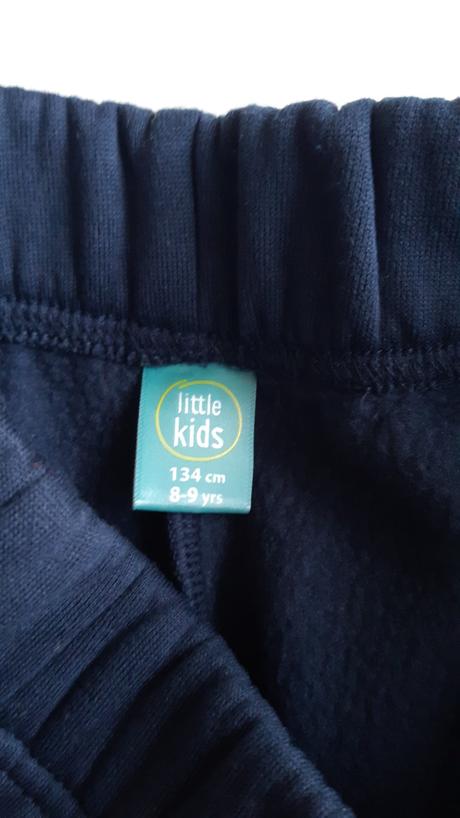 little
kids
134 cm
8-9 yrs